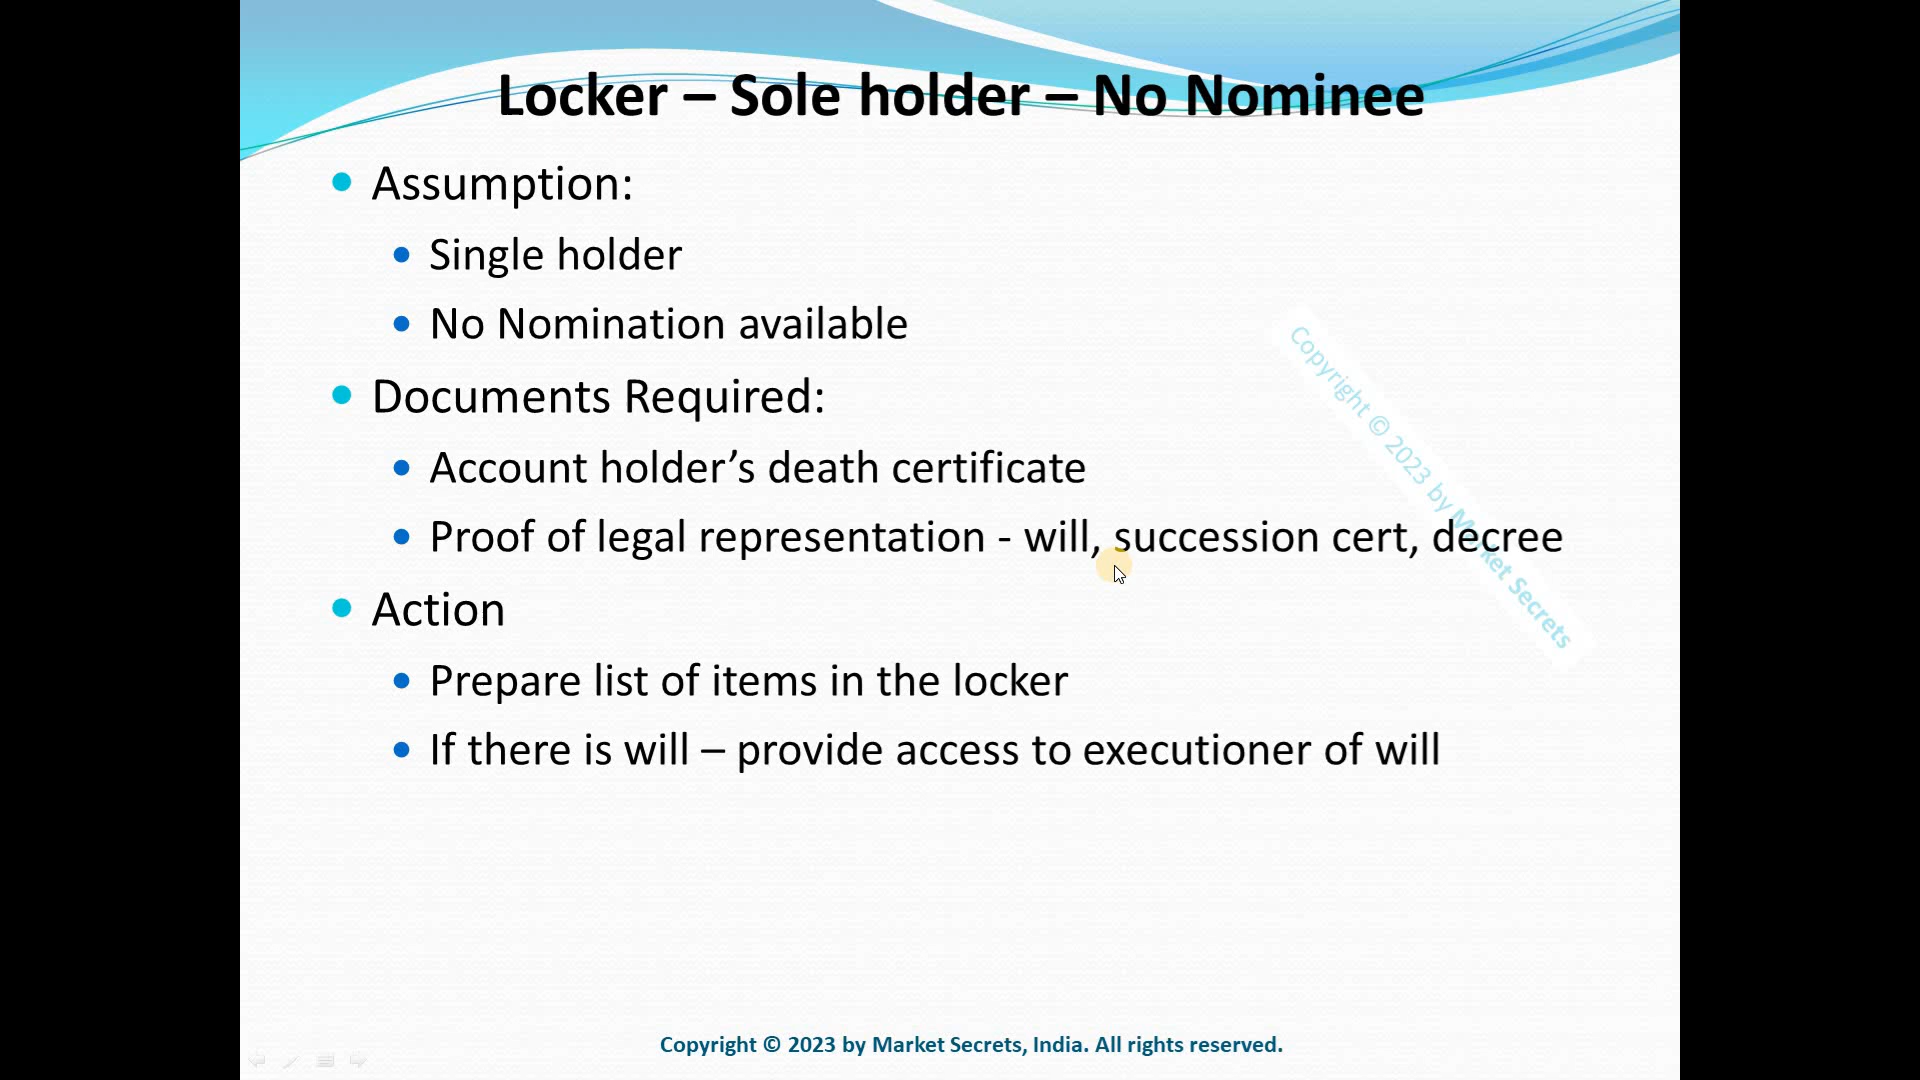 Locker – Sole holder – No Nominee
Assumption:
Single holder
No Nomination available
Documents Required:
Account holder’s death certificate
Proof of legal representation - will, succession cert, decree
Action
Prepare list of items in the locker
If there is will – provide access to executioner of will
Copyright © 2023 by Market Secrets
Copyright © 2023 by Market Secrets, India. All rights reserved.